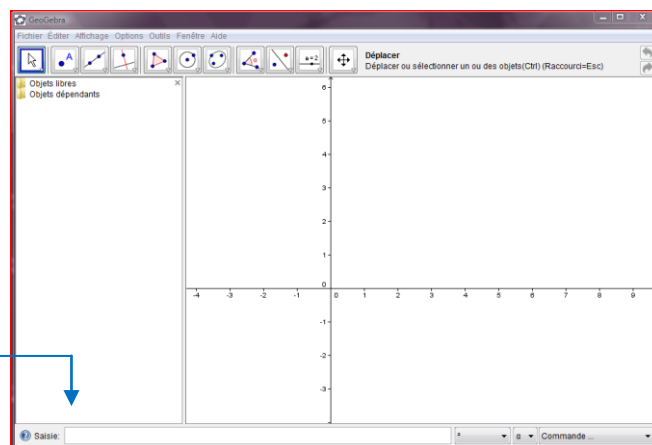 GeoGebra
Fichier Éditer Affichage Options Outils Fenêtre Aide
A
α
a=2
Déplacer
Déplacer ou sélectionner un ou des objets(Ctrl) (Raccourci=Esc)
Objets libres
Objets dépendants
6
5
4
3
2
1
0
-4 -3 -2 -1 0 1 2 3 4 5 6 7 8 9
-1
-2
-3
Saisie: ² α Commande ...